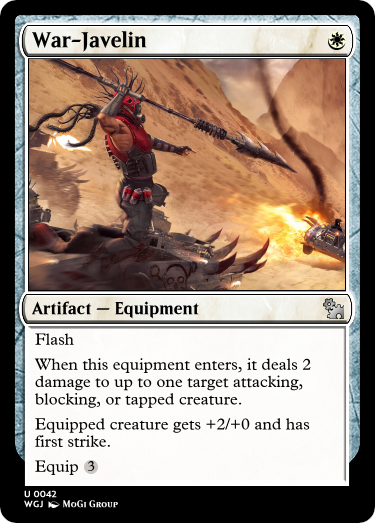 War-Javelin
Artifact — Equipment
Flash
When this equipment enters, it deals 2
damage to up to one target attacking,
blocking, or tapped creature.
Equipped creature gets +2/+0 and has
first strike.
Equip 3
U 0042
WGJ MoGi Group